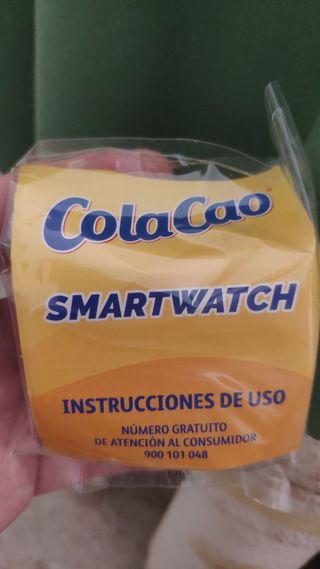 ColaCao
SMARTWATCH
INSTRUCCIONES DE USO
NÚMERO GRATUITO
DE ATENCIÓN AL CONSUMIDOR
900 101 048